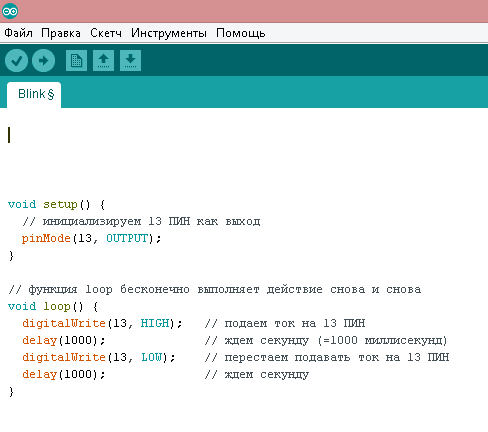 Файл Правка Скетч Инструменты Помощь
Blink §
void setup() {
// инициализируем 13 ПИН как выход
pinMode(13, OUTPUT);
}
// функция loop бесконечно выполняет действие снова и снова
void loop() {
digitalWrite(13, HIGH); // подаем ток на 13 ПИН
delay(1000); // ждем секунду (=1000 миллисекунд)
digitalWrite(13, LOW); // перестаем подавать ток на 13 ПИН
delay(1000); // ждем секунду
}